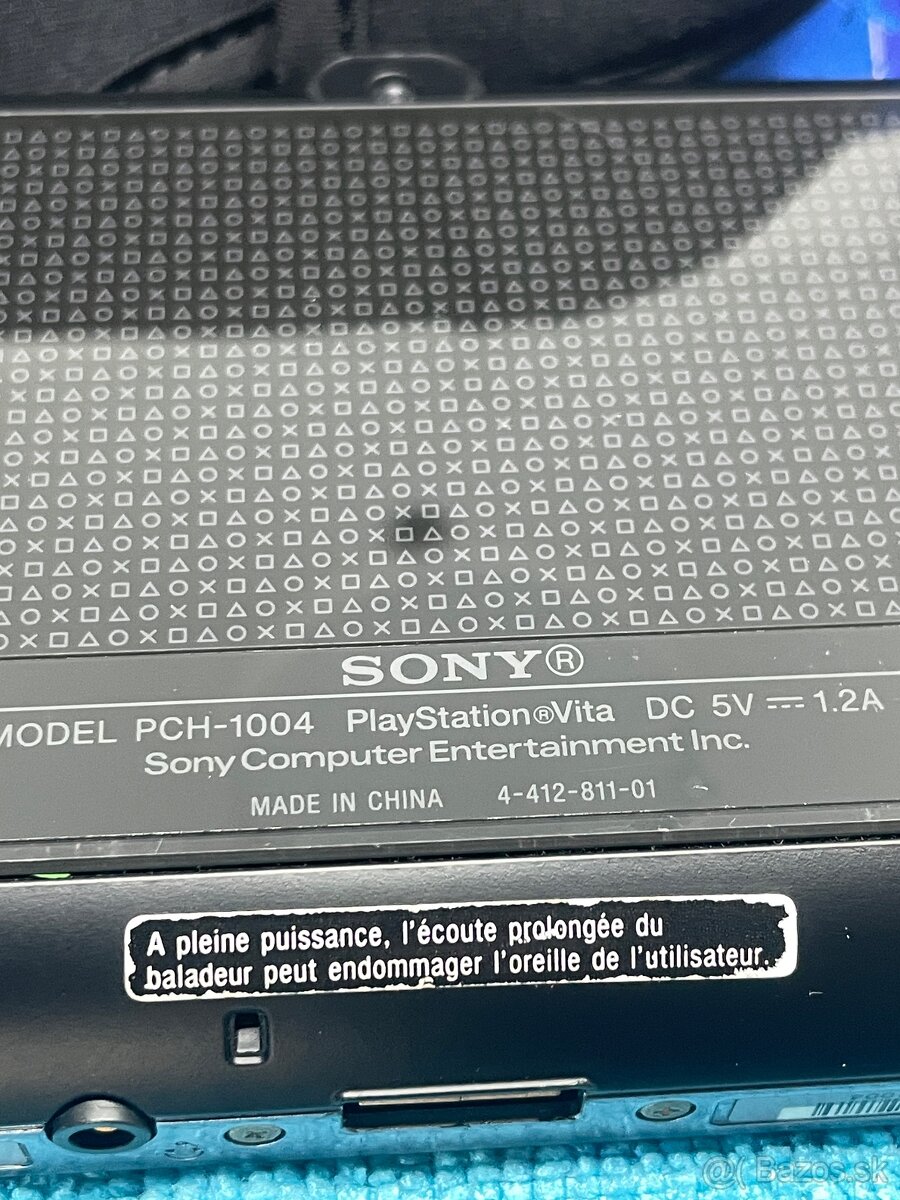 SONY®
MODEL PCH-1004 PlayStation®Vita DC 5V ⎓ 1.2A
Sony Computer Entertainment Inc.
MADE IN CHINA 4-412-811-01
A pleine puissance, l'écoute prolongée du
baladeur peut endommager l'oreille de l'utilisateur.
@( Bazos.sk